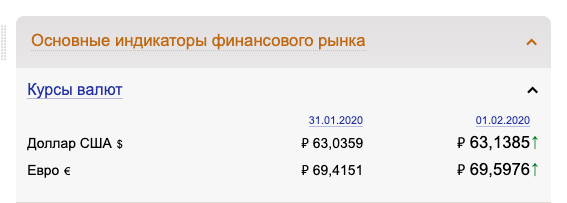 Основные индикаторы финансового рынка
Курсы валют
31.01.2020 01.02.2020
Доллар США $ ₽ 63,0359 ₽ 63,1385↑
Евро € ₽ 69,4151 ₽ 69,5976↑